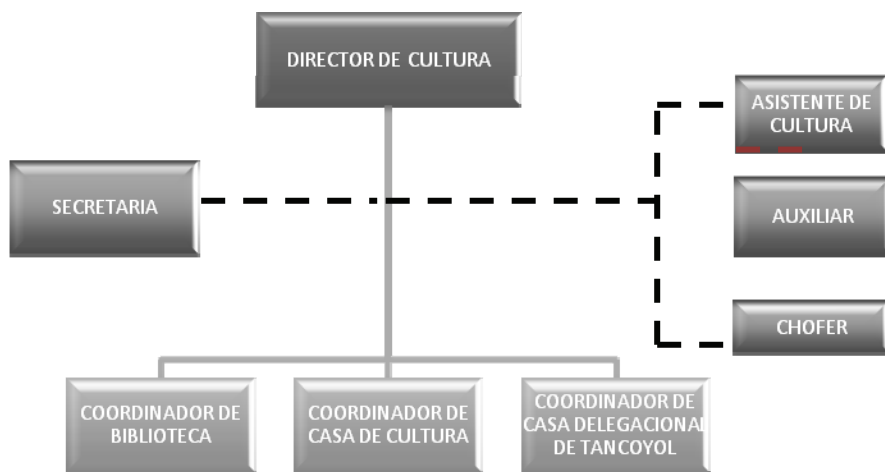 DIRECTOR DE CULTURA
ASISTENTE DE
CULTURA
SECRETARIA
AUXILIAR
CHOFER
COORDINADOR DE
BIBLIOTECA
COORDINADOR DE
CASA DE CULTURA
COORDINADOR DE
CASA DELEGACIONAL
DE TANCOYOL